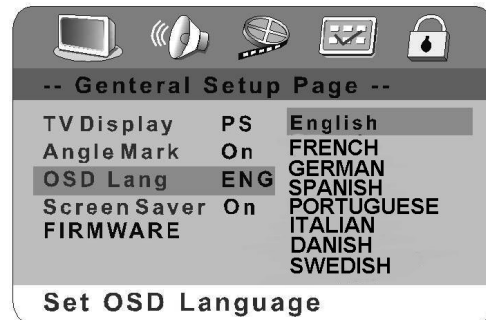 -- Genteral Setup Page --
TV Display PS
Angle Mark On
OSD Lang ENG
Screen Saver On
FIRMWARE
English
FRENCH
GERMAN
SPANISH
PORTUGUESE
ITALIAN
DANISH
SWEDISH
Set OSD Language